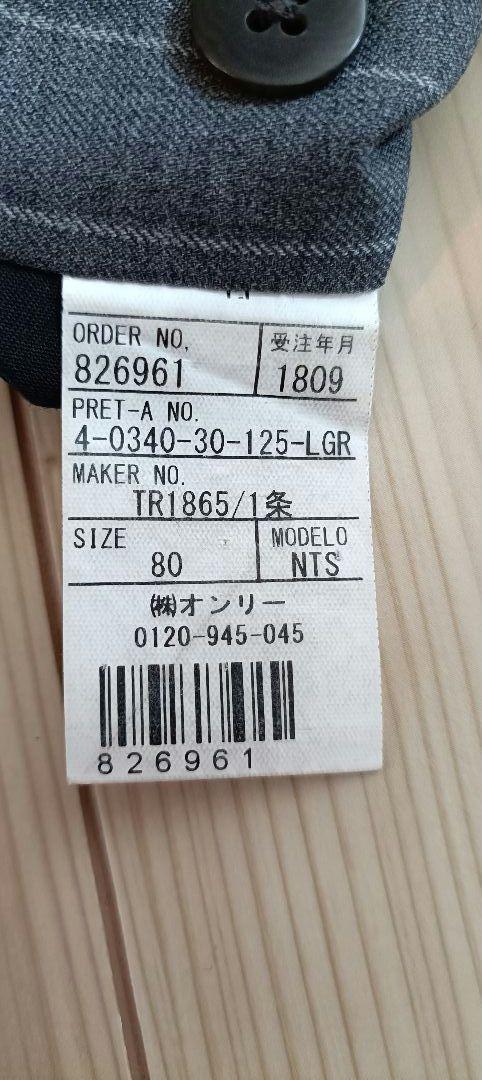 ORDER NO,
受注年月
826961
1809
PRET-A NO.
4-0340-30-125-LGR
MAKER NO.
TR1865/1条
SIZE
MODELO
80
NTS
㈱オンリー
0120-945-045
826961